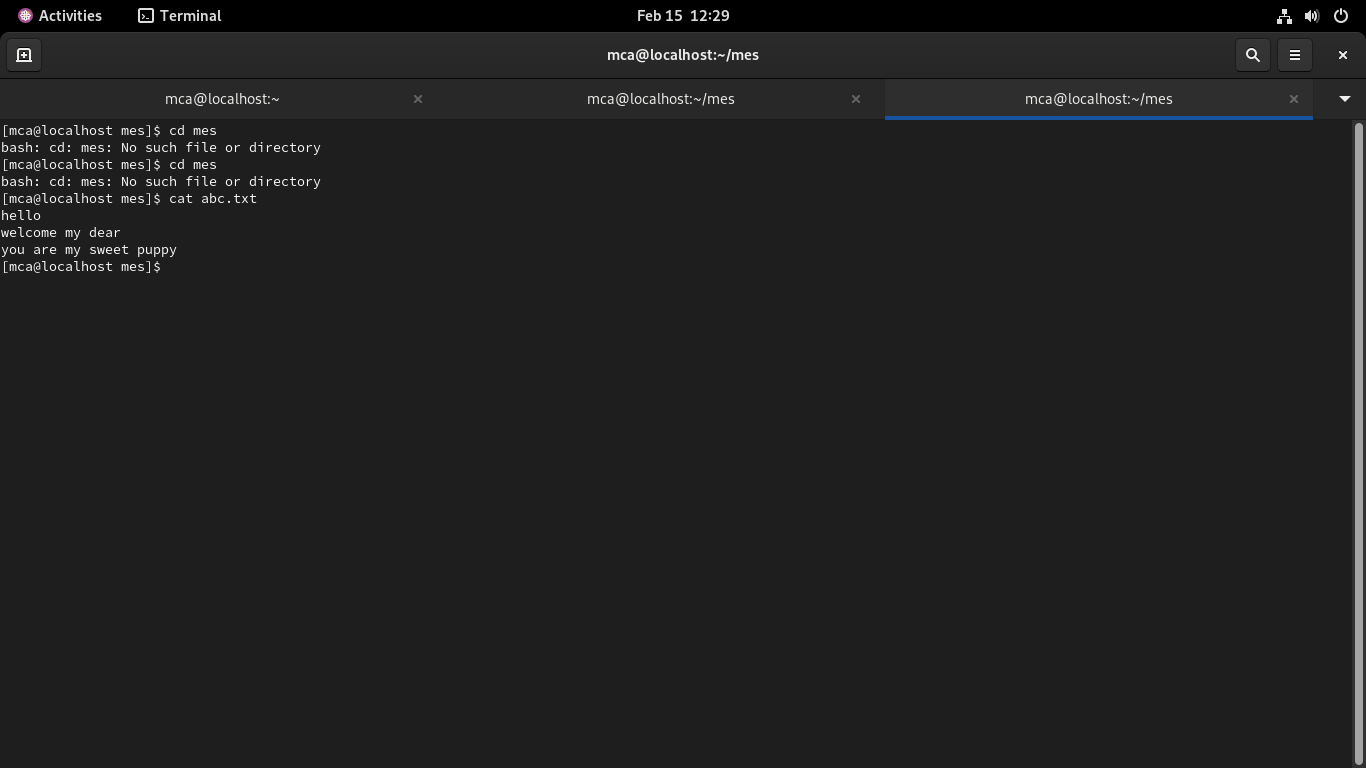 Activities Terminal Feb 15 12:29
mca@localhost:~/mes
mca@localhost:~ mca@localhost:~/mes mca@localhost:~/mes
[mca@localhost mes]$ cd mes
bash: cd: mes: No such file or directory
[mca@localhost mes]$ cd mes
bash: cd: mes: No such file or directory
[mca@localhost mes]$ cat abc.txt
hello
welcome my dear
you are my sweet puppy
[mca@localhost mes]$